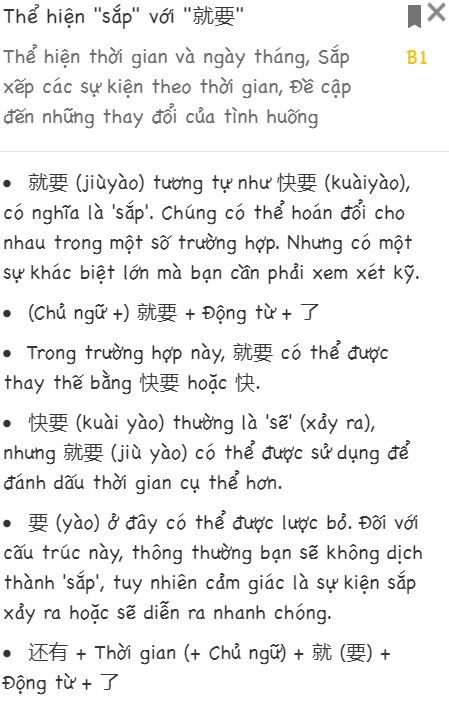 Thể hiện "sắp" với "就要"
Thể hiện thời gian và ngày tháng, Sắp
B1
xếp các sự kiện theo thời gian, Đề cập
đến những thay đổi của tình huống
• 就要 (jiùyào) tương tự như 快要 (kuàiyào),
có nghĩa là 'sắp'. Chúng có thể hoán đổi cho
nhau trong một số trường hợp. Nhưng có một
sự khác biệt lớn mà bạn cần phải xem xét kỹ.
• (Chủ ngữ +) 就要 + Động từ + 了
• Trong trường hợp này, 就要 có thể được
thay thế bằng 快要 hoặc 快.
• 快要 (kuài yào) thường là 'sẽ' (xảy ra),
nhưng 就要 (jiù yào) có thể được sử dụng để
đánh dấu thời gian cụ thể hơn.
• 要 (yào) ở đây có thể được lược bỏ. Đối với
cấu trúc này, thông thường bạn sẽ không dịch
thành 'sắp', tuy nhiên cảm giác là sự kiện sắp
xảy ra hoặc sẽ diễn ra nhanh chóng.
• 还有 + Thời gian (+ Chủ ngữ) + 就 (要) +
Động từ + 了